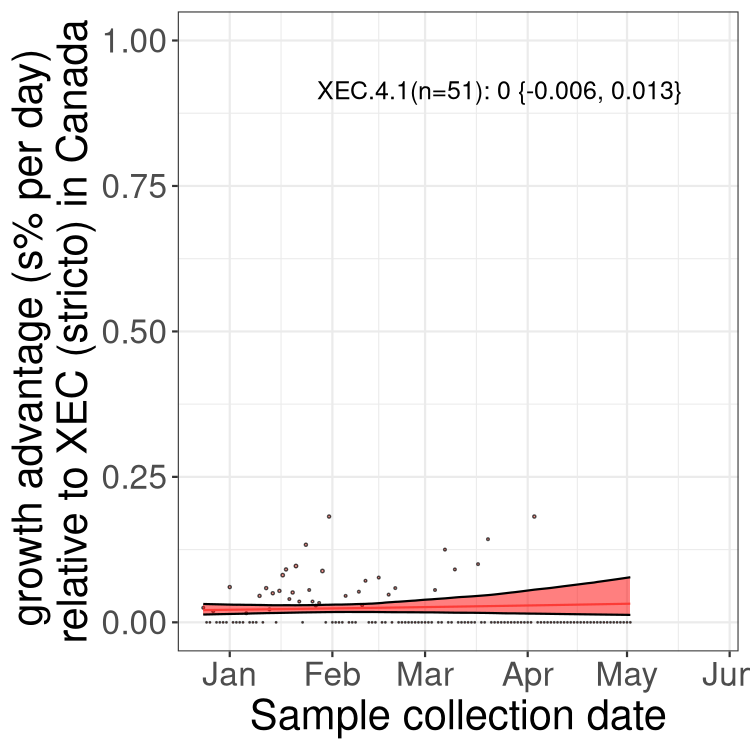 growth advantage (s% per day)
relative to XEC (stricto) in Canada
1.00
0.75
0.50
0.25
0.00
XEC.4.1(n=51): 0 {-0.006, 0.013}
Jan Feb Mar Apr May Jun
Sample collection date